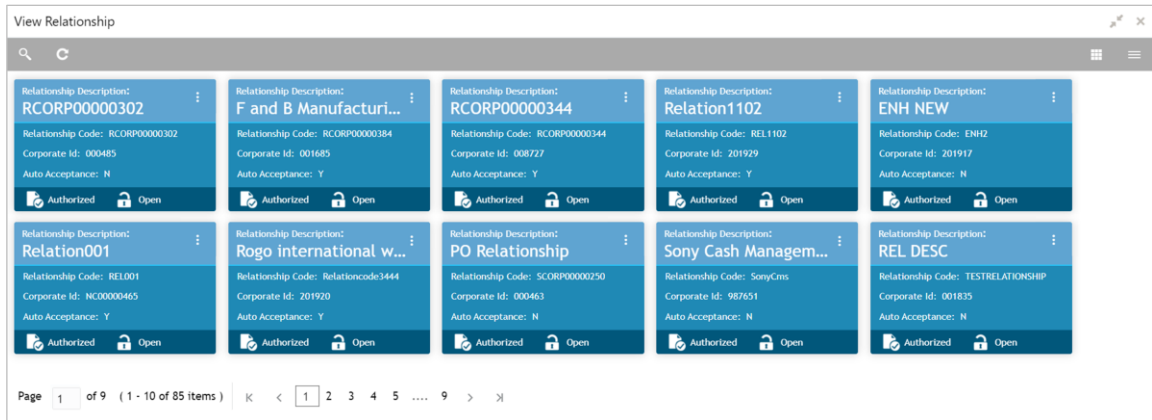 View Relationship
Relationship Description:
RCORP00000302
Relationship Code: RCORP00000302
Corporate Id: 000485
Auto Acceptance: N
Authorized Open
Relationship Description:
F and B Manufacturi...
Relationship Code: RCORP00000384
Corporate Id: 001685
Auto Acceptance: Y
Authorized Open
Relationship Description:
RCORP00000344
Relationship Code: RCORP00000344
Corporate Id: 008727
Auto Acceptance: Y
Authorized Open
Relationship Description:
Relation1102
Relationship Code: REL1102
Corporate Id: 201929
Auto Acceptance: Y
Authorized Open
Relationship Description:
ENH NEW
Relationship Code: ENH2
Corporate Id: 201917
Auto Acceptance: N
Authorized Open
Relationship Description:
Relation001
Relationship Code: REL001
Corporate Id: NC00000465
Auto Acceptance: Y
Authorized Open
Relationship Description:
Rogo international w...
Relationship Code: Relationcode3444
Corporate Id: 201920
Auto Acceptance: Y
Authorized Open
Relationship Description:
PO Relationship
Relationship Code: SCORP00000250
Corporate Id: 000463
Auto Acceptance: N
Authorized Open
Relationship Description:
Sony Cash Managem...
Relationship Code: SonyCms
Corporate Id: 987651
Auto Acceptance: N
Authorized Open
Relationship Description:
REL DESC
Relationship Code: TESTRELATIONSHIP
Corporate Id: 001835
Auto Acceptance: N
Authorized Open
Page 1 of 9 ( 1 - 10 of 85 items ) 1 2 3 4 5 .... 9